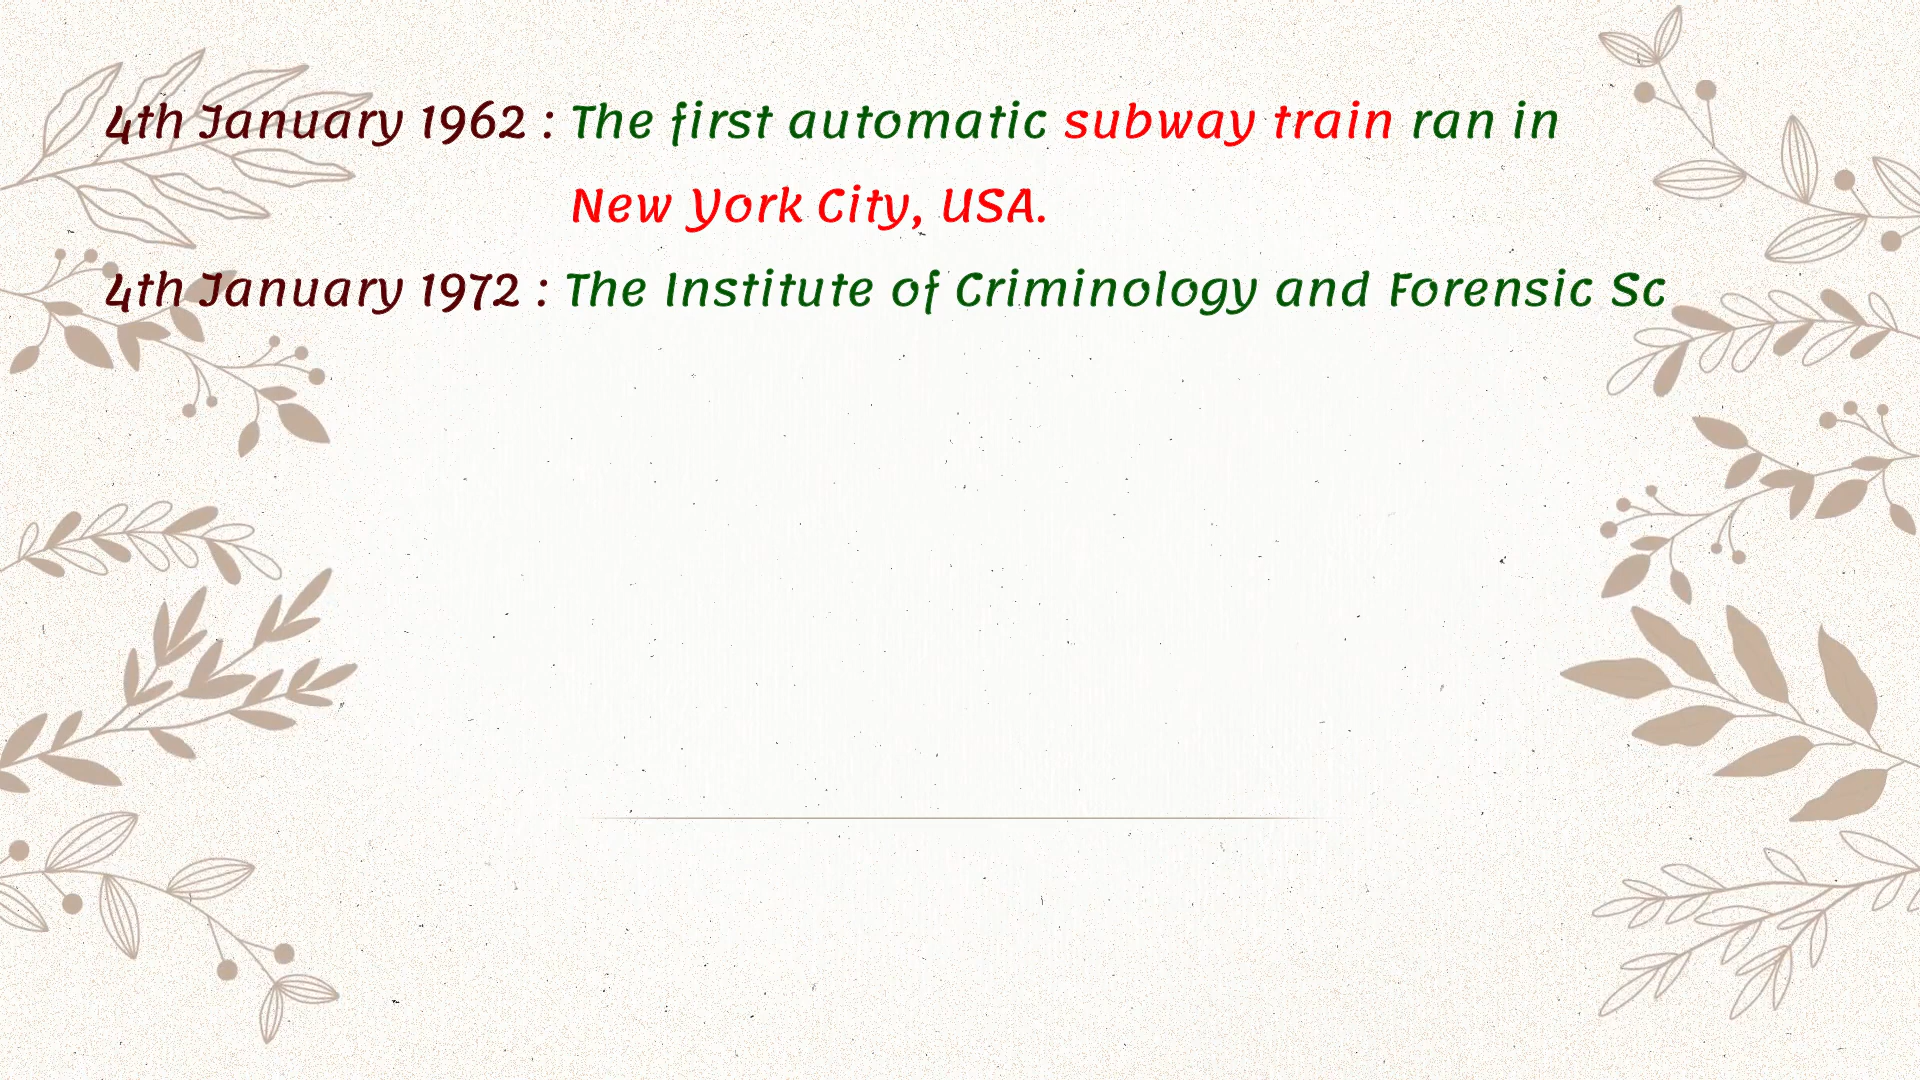 4th January 1962 : The first automatic subway train ran in
New York City, USA.
4th January 1972 : The Institute of Criminology and Forensic Sc